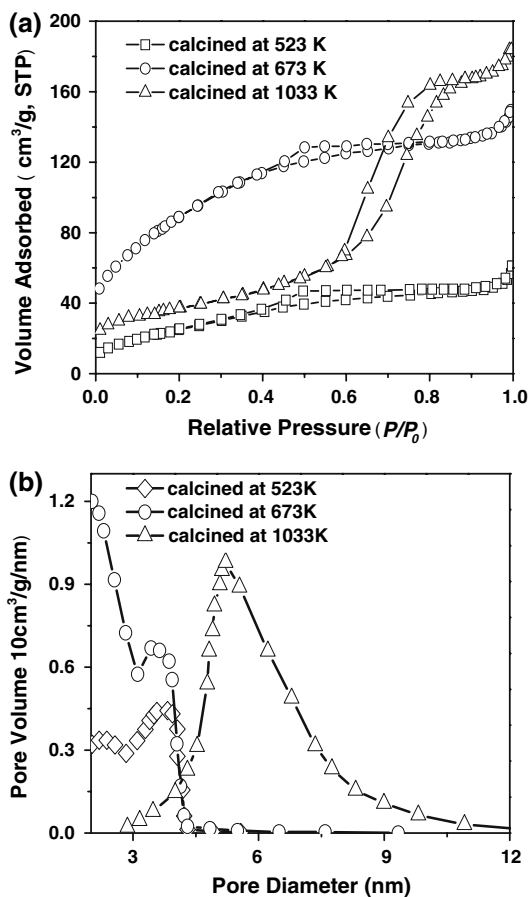 (a)
200
160
120
80
40
0
Volume Adsorbed ( cm³/g, STP)
calcined at 523 K
calcined at 673 K
calcined at 1033 K
0.0 0.2 0.4 0.6 0.8 1.0
Relative Pressure (P/P₀)
(b)
1.2
0.9
0.6
0.3
0.0
Pore Volume 10cm³/g/nm
calcined at 523K
calcined at 673K
calcined at 1033K
3 6 9 12
Pore Diameter (nm)